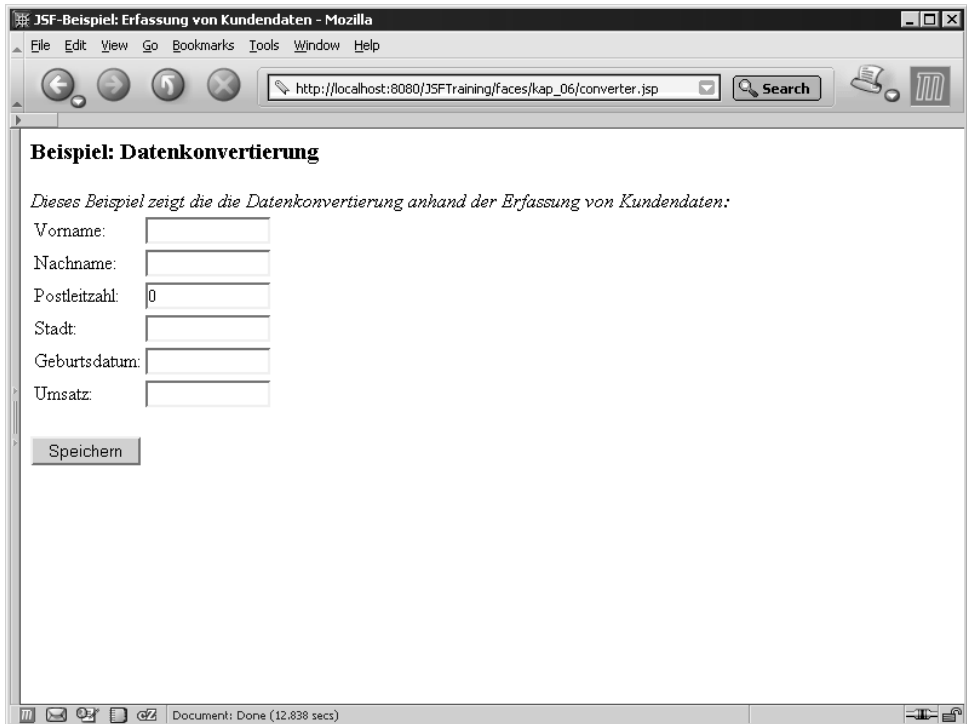 JSF-Beispiel: Erfassung von Kundendaten - Mozilla
File Edit View Go Bookmarks Tools Window Help
http://localhost:8080/JSFTraining/faces/kap_06/converter.jsp Search
Beispiel: Datenkonvertierung
Dieses Beispiel zeigt die die Datenkonvertierung anhand der Erfassung von Kundendaten:
Vorname:
Nachname:
Postleitzahl: 0
Stadt:
Geburtsdatum:
Umsatz:
Speichern
Document: Done (12.838 secs)